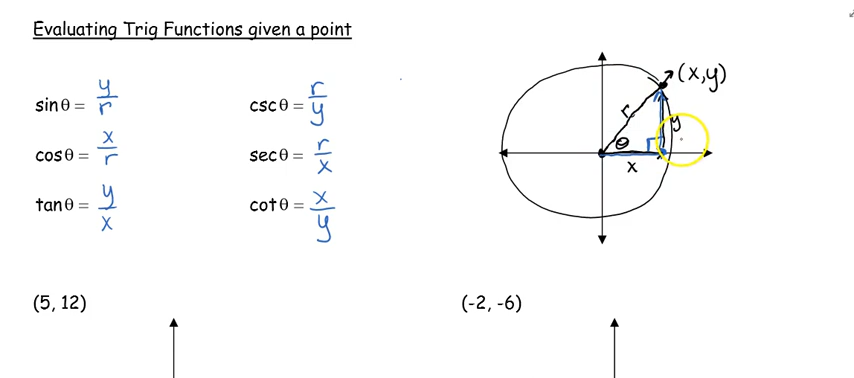 Evaluating Trig Functions given a point
sinθ = y/r
cscθ = r/y
cosθ = x/r
secθ = r/x
tanθ = y/x
cotθ = x/y
(x,y)
r
y
θ
x
(5, 12)
(-2, -6)